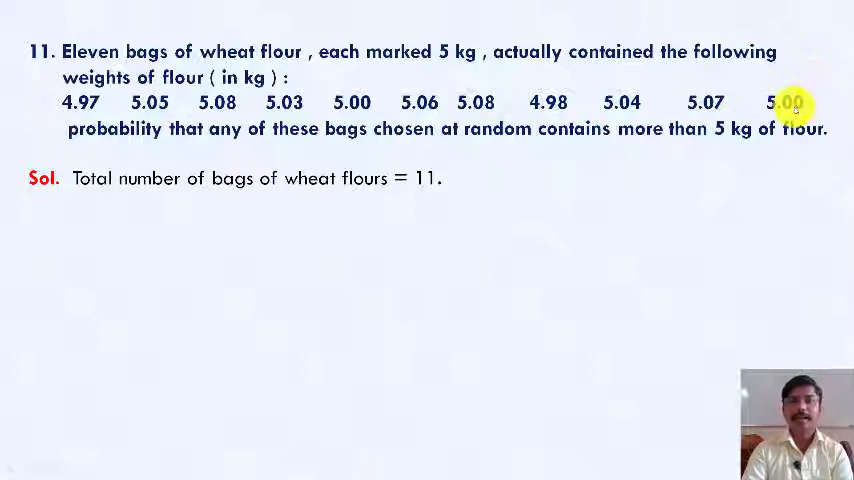 11. Eleven bags of wheat flour , each marked 5 kg , actually contained the following
weights of flour ( in kg ) :
4.97 5.05 5.08 5.03 5.00 5.06 5.08 4.98 5.04 5.07 5.00
probability that any of these bags chosen at random contains more than 5 kg of flour.
Sol. Total number of bags of wheat flours = 11.